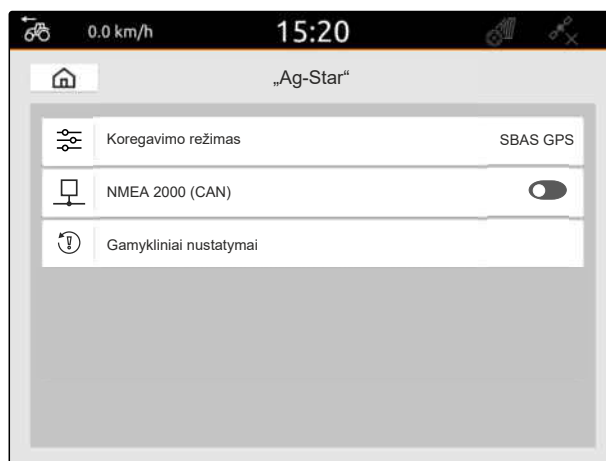 0.0 km/h 15:20
„Ag-Star“
Koregavimo režimas SBAS GPS
NMEA 2000 (CAN)
Gamykliniai nustatymai